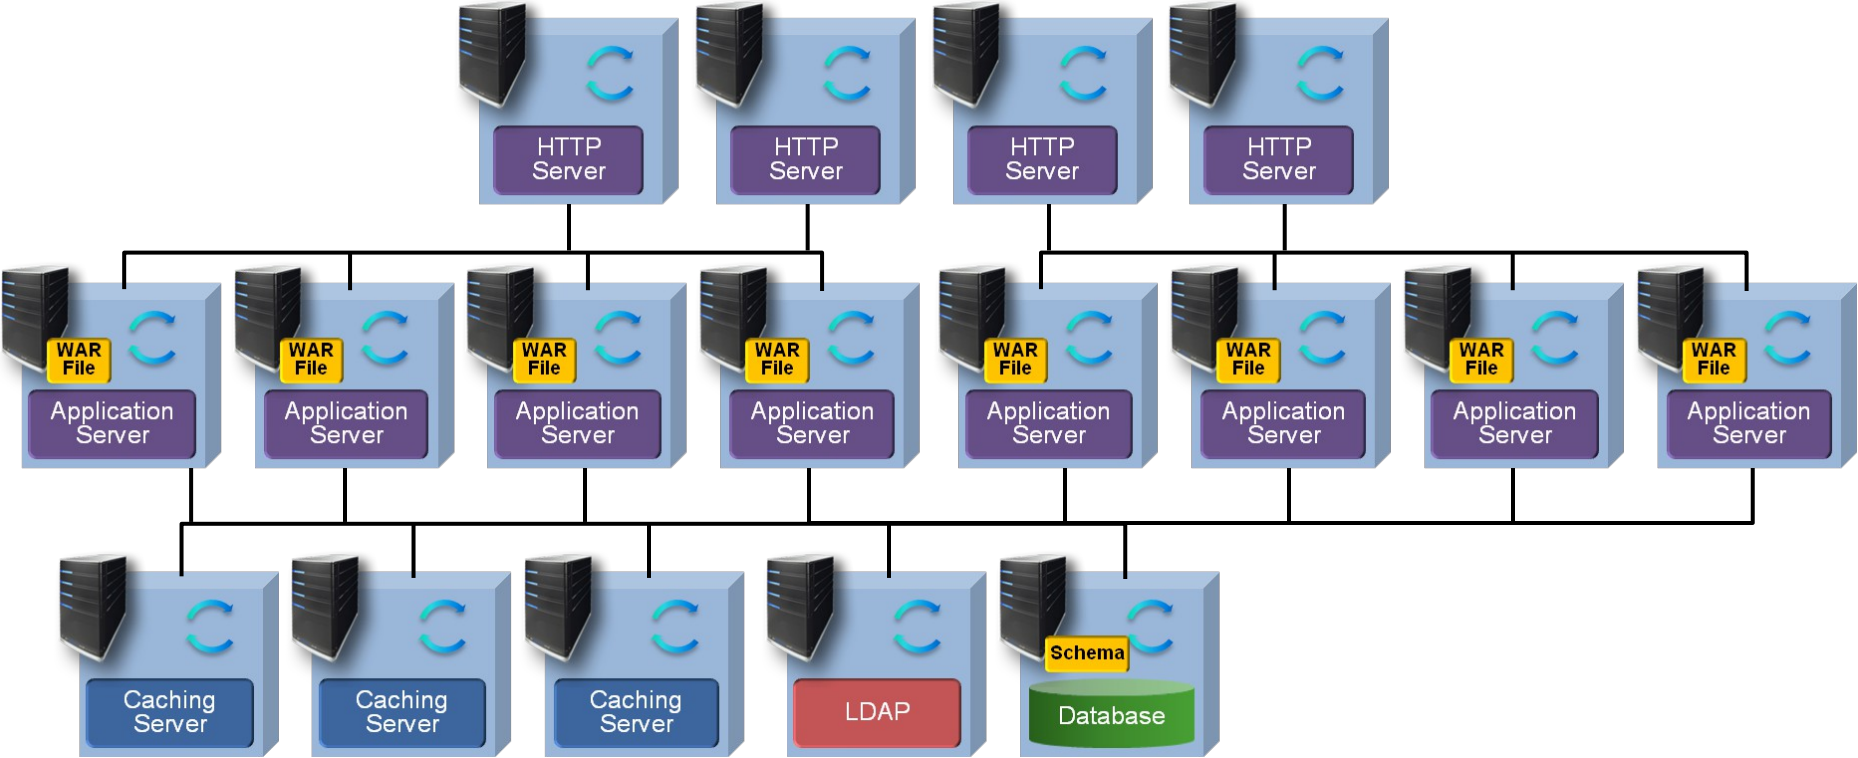 HTTP
Server
HTTP
Server
HTTP
Server
HTTP
Server
WAR
File
Application
Server
WAR
File
Application
Server
WAR
File
Application
Server
WAR
File
Application
Server
WAR
File
Application
Server
WAR
File
Application
Server
WAR
File
Application
Server
WAR
File
Application
Server
Caching
Server
Caching
Server
Caching
Server
LDAP
Schema
Database